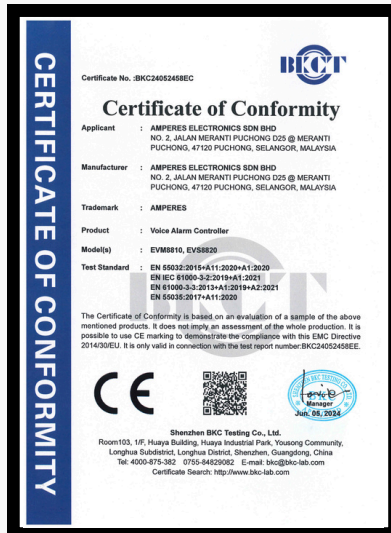 CERTIFICATE OF CONFORMITY
BKCT
Certificate No. :BKC24052458EC
Certificate of Conformity
Applicant : AMPERES ELECTRONICS SDN BHD
NO. 2, JALAN MERANTI PUCHONG D25 @ MERANTI
PUCHONG, 47120 PUCHONG, SELANGOR, MALAYSIA
Manufacturer : AMPERES ELECTRONICS SDN BHD
NO. 2, JALAN MERANTI PUCHONG D25 @ MERANTI
PUCHONG, 47120 PUCHONG, SELANGOR, MALAYSIA
Trademark : AMPERES
Product : Voice Alarm Controller
Model(s) : EVM8810, EVS8820
Test Standard : EN 55032:2015+A11:2020+A1:2020
EN IEC 61000-3-2:2019+A1:2021
EN 61000-3-3:2013+A1:2019+A2:2021
EN 55035:2017+A11:2020
The Certificate of Conformity is based on an evaluation of a sample of the above
mentioned products. It does not imply an assessment of the whole production. It is
possible to use CE marking to demonstrate the compliance with this EMC Directive
2014/30/EU. It is only valid in connection with the test report number:BKC24052458EE.
CE
Manager
Jun. 06, 2024
Shenzhen BKC Testing Co., Ltd.
Room103, 1/F, Huaya Building, Huaya Industrial Park, Yousong Community,
Longhua Subdistrict, Longhua District, Shenzhen, Guangdong, China
Tel: 4000-875-382 0755-84829082 E-mail: bkc@bkc-lab.com
Certificate Search: http://www.bkc-lab.com